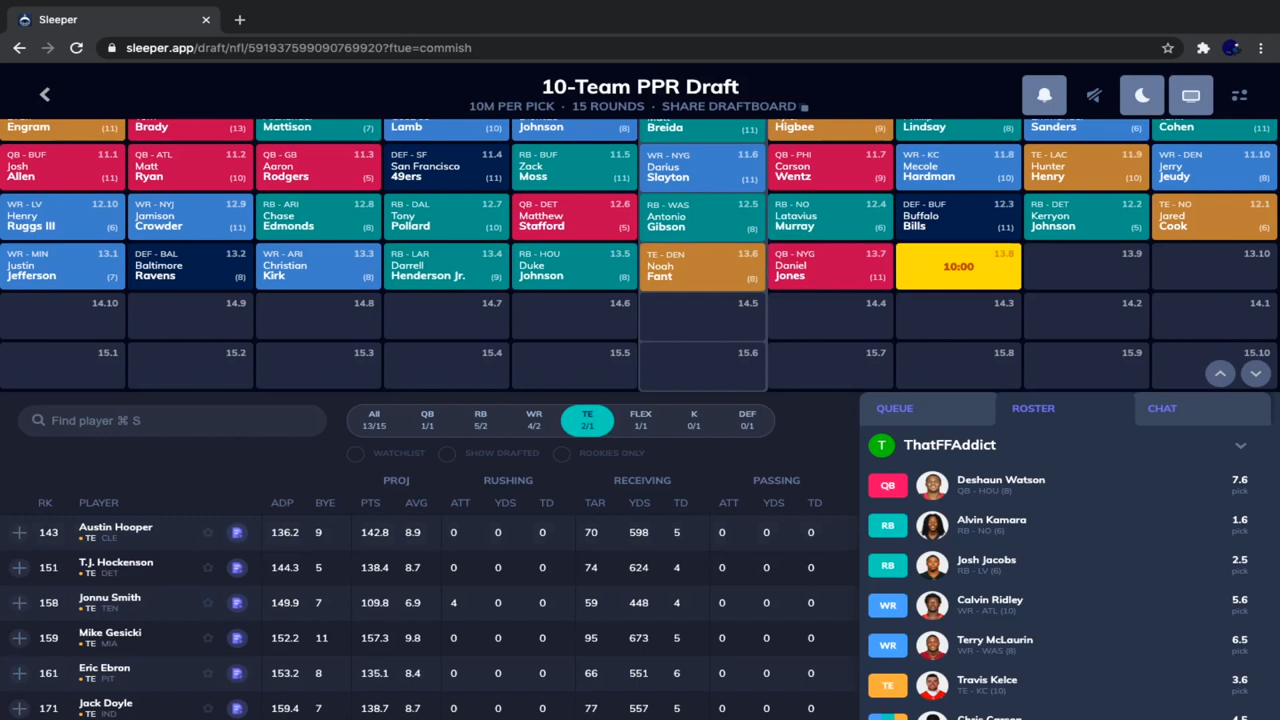 Sleeper
sleeper.app/draft/nfl/591937599090769920?ftue=commish
10-Team PPR Draft
10M PER PICK • 15 ROUNDS • SHARE DRAFTBOARD
Engram (11) Brady (13) Mattison (7) Lamb (10) Johnson (8) Breida (11) Higbee (9) Lindsay (8) Sanders (6) Cohen (11)
QB - BUF 11.1 QB - ATL 11.2 QB - GB 11.3 DEF - SF 11.4 RB - BUF 11.5 WR - NYG 11.6 QB - PHI 11.7 WR - KC 11.8 TE - LAC 11.9 WR - DEN 11.10
Josh Matt Aaron San Francisco Zack Darius Carson Mecole Hunter Jerry
Allen (11) Ryan (10) Rodgers (5) 49ers (11) Moss (11) Slayton (11) Wentz (9) Hardman (10) Henry (10) Jeudy (8)
WR - LV 12.10 WR - NYJ 12.9 RB - ARI 12.8 RB - DAL 12.7 QB - DET 12.6 RB - WAS 12.5 RB - NO 12.4 DEF - BUF 12.3 RB - DET 12.2 TE - NO 12.1
Henry Jamison Chase Tony Matthew Antonio Latavius Buffalo Kerryon Jared
Ruggs III (6) Crowder (11) Edmonds (8) Pollard (10) Stafford (5) Gibson (8) Murray (6) Bills (11) Johnson (5) Cook (6)
WR - MIN 13.1 DEF - BAL 13.2 WR - ARI 13.3 RB - LAR 13.4 RB - HOU 13.5 TE - DEN 13.6 QB - NYG 13.7 13.8 13.9 13.10
Justin Baltimore Christian Darrell Duke Noah Daniel 10:00
Jefferson (7) Ravens (8) Kirk (8) Henderson Jr. (9) Johnson (8) Fant (8) Jones (11)
14.10 14.9 14.8 14.7 14.6 14.5 14.4 14.3 14.2 14.1
15.1 15.2 15.3 15.4 15.5 15.6 15.7 15.8 15.9 15.10
Find player ⌘ S
All QB RB WR TE FLEX K DEF
13/15 1/1 5/2 4/2 2/1 1/1 0/1 0/1
WATCHLIST SHOW DRAFTED ROOKIES ONLY
PROJ RUSHING RECEIVING PASSING
RK PLAYER ADP BYE PTS AVG ATT YDS TD TAR YDS TD ATT YDS TD
143 Austin Hooper 136.2 9 142.8 8.9 0 0 0 70 598 5 0 0 0
TE CLE
151 T.J. Hockenson 144.3 5 138.4 8.7 0 0 0 74 624 4 0 0 0
TE DET
158 Jonnu Smith 149.9 7 109.8 6.9 4 0 0 59 448 4 0 0 0
TE TEN
159 Mike Gesicki 152.2 11 157.3 9.8 0 0 0 95 673 5 0 0 0
TE MIA
161 Eric Ebron 153.2 8 135.1 8.4 0 0 0 66 551 6 0 0 0
TE PIT
171 Jack Doyle 159.4 7 138.7 8.7 0 0 0 77 557 5 0 0 0
TE IND
QUEUE ROSTER CHAT
T ThatFFAddict
QB Deshaun Watson 7.6
QB - HOU (8) pick
RB Alvin Kamara 1.6
RB - NO (6) pick
RB Josh Jacobs 2.5
RB - LV (6) pick
WR Calvin Ridley 5.6
WR - ATL (10) pick
WR Terry McLaurin 6.5
WR - WAS (8) pick
TE Travis Kelce 3.6
TE - KC (10) pick